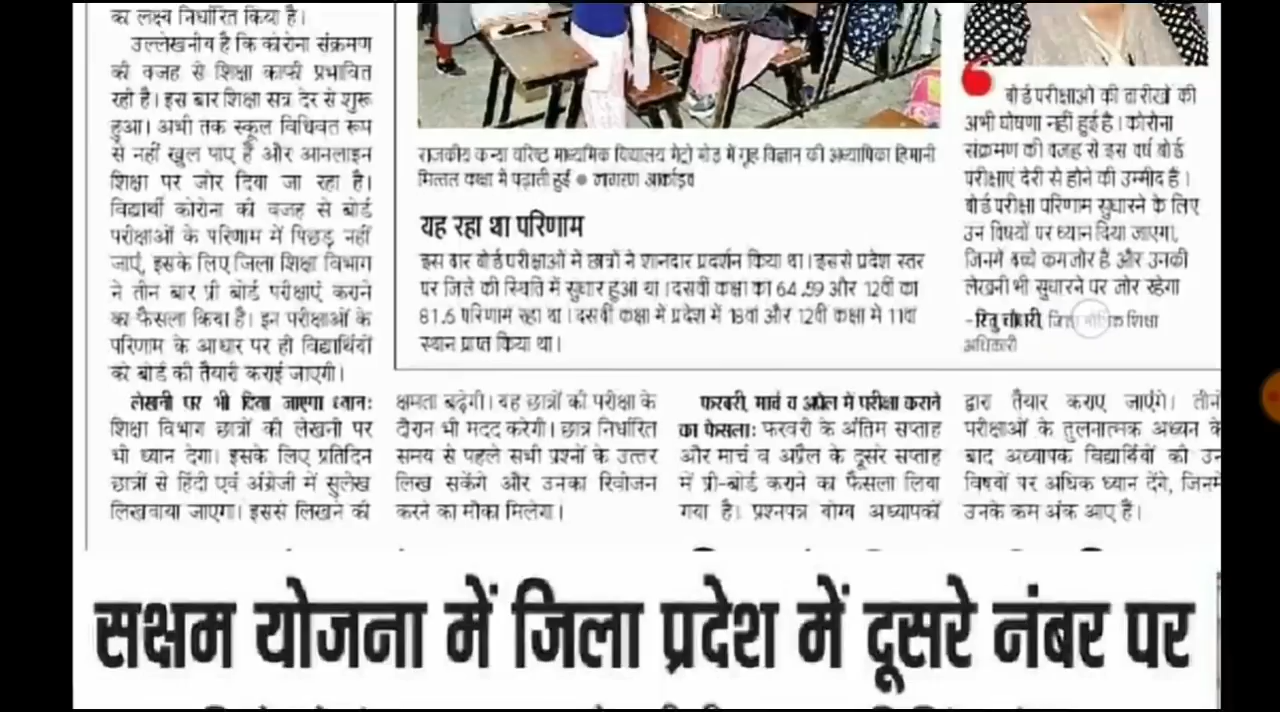 का लक्ष्य निर्धारित किया है।
उल्लेखनीय है कि कोरोना संक्रमण
की वजह से शिक्षा काफी प्रभावित
रही है। इस बार शिक्षा सत्र देर से शुरू
हुआ। अभी तक स्कूल विधिवत रूप
से नहीं खुल पाए है और आनलाइन
शिक्षा पर जोर दिया जा रहा है।
विद्यार्थी कोरोना की वजह से बोर्ड
परीक्षाओं के परिणाम में पिछड़ नहीं
जाएं, इसके लिए जिला शिक्षा विभाग
ने तीन बार प्री बोर्ड परीक्षाएं कराने
का फैसला किया है। इन परीक्षाओं के
परिणाम के आधार पर ही विद्यार्थियों
को बोर्ड की तैयारी कराई जाएगी।
लेखनी पर भी दिया जाएगा ध्यान:
शिक्षा विभाग छात्रों की लेखनी पर
भी ध्यान देगा। इसके लिए प्रतिदिन
छात्रों से हिंदी एवं अंग्रेजी में सुलेख
लिखवाया जाएगा। इससे लिखने की
राजकीय कन्या वरिष्ठ माध्यमिक विद्यालय मेट्रो मोड में गृह विज्ञान की अध्यापिका हिमानी
मित्तल कक्षा में पढ़ाती हुई ● जागरण आर्काइव
यह रहा था परिणाम
इस बार बोर्ड परीक्षाओं में छात्रों ने शानदार प्रदर्शन किया था। इससे प्रदेश स्तर
पर जिले की स्थिति में सुधार हुआ था। दसवीं कक्षा का 64.59 और 12वीं का
81.5 परिणाम रहा था। दसवीं कक्षा में प्रदेश में 18वां और 12वीं कक्षा में 11वां
स्थान प्राप्त किया था।
बोर्ड परीक्षाओं की तारीखें की
अभी घोषणा नहीं हुई है। कोरोना
संक्रमण की वजह से इस वर्ष बोर्ड
परीक्षाएं देरी से होने की उम्मीद है।
बोर्ड परीक्षा परिणाम सुधारने के लिए
उन विषयों पर ध्यान दिया जाएगा,
जिनमें बच्चे कमजोर है और उनकी
लेखनी भी सुधारने पर जोर रहेगा
-रितु चौधरी, जिला मौलिक शिक्षा
अधिकारी
क्षमता बढ़ेगी। यह छात्रों की परीक्षा के
दौरान भी मदद करेगी। छात्र निर्धारित
समय से पहले सभी प्रश्नों के उत्तर
लिख सकेंगे और उनका रिवीजन
करने का मौका मिलेगा।
फरवरी, मार्च व अप्रैल में परीक्षा कराने
का फैसला: फरवरी के अंतिम सप्ताह
और मार्च व अप्रैल के दूसरे सप्ताह
में प्री-बोर्ड कराने का फैसला लिया
गया है। प्रश्नपत्र योग्य अध्यापकों
द्वारा तैयार कराए जाएंगे। तीनों
परीक्षाओं के तुलनात्मक अध्यन के
बाद अध्यापक विद्यार्थियों की उन
विषयों पर अधिक ध्यान देंगे, जिनमें
उनके कम अंक आए हैं।
सक्षम योजना में जिला प्रदेश में दूसरे नंबर पर